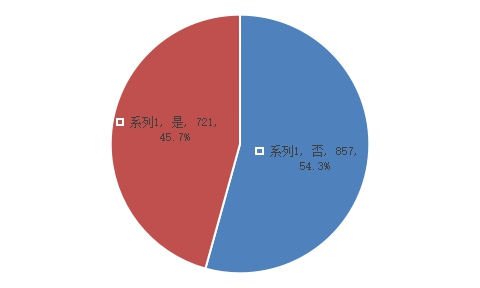 系列1, 是, 721,
45.7%
系列1, 否, 857,
54.3%